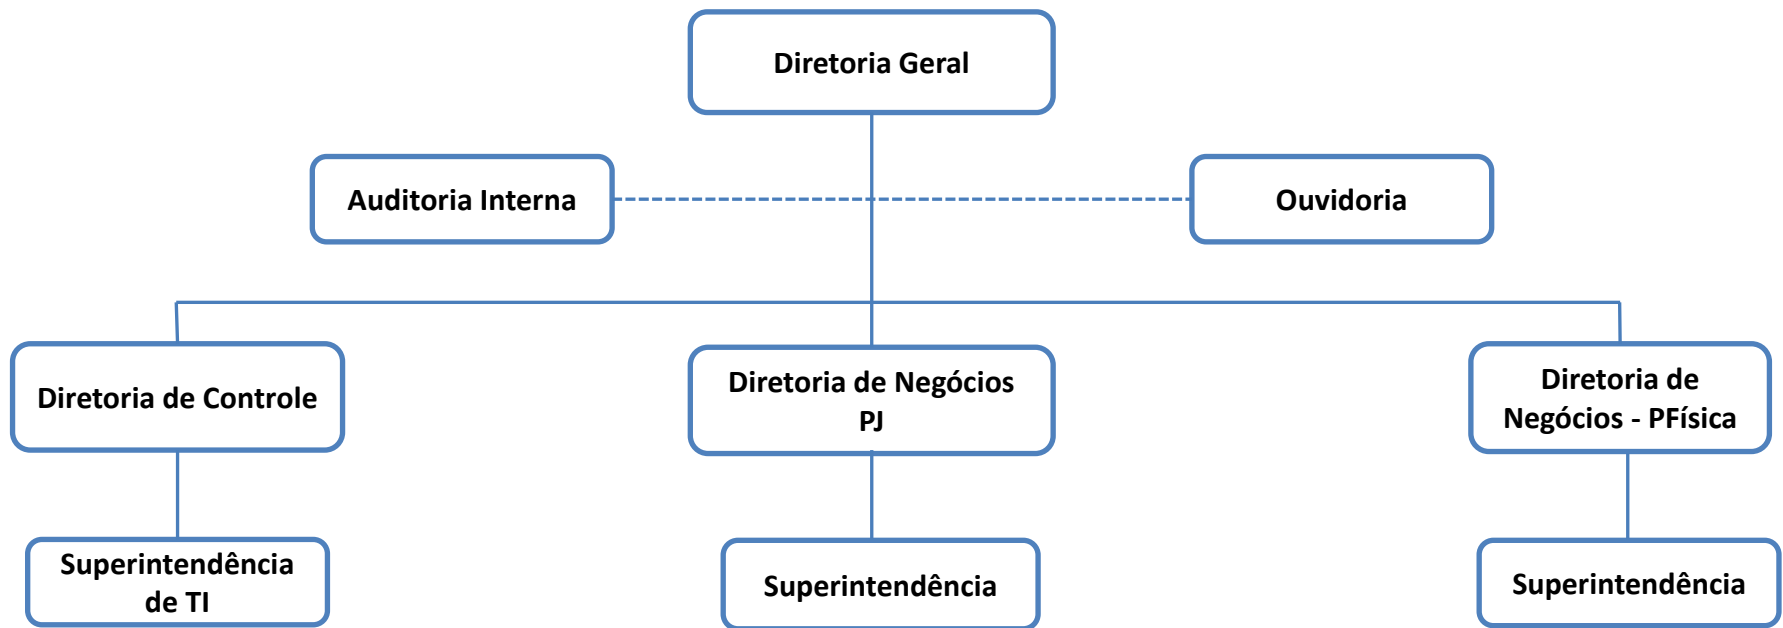 Diretoria Geral
Auditoria Interna
Ouvidoria
Diretoria de Controle
Diretoria de Negócios
PJ
Diretoria de
Negócios - PFísica
Superintendência
de TI
Superintendência
Superintendência